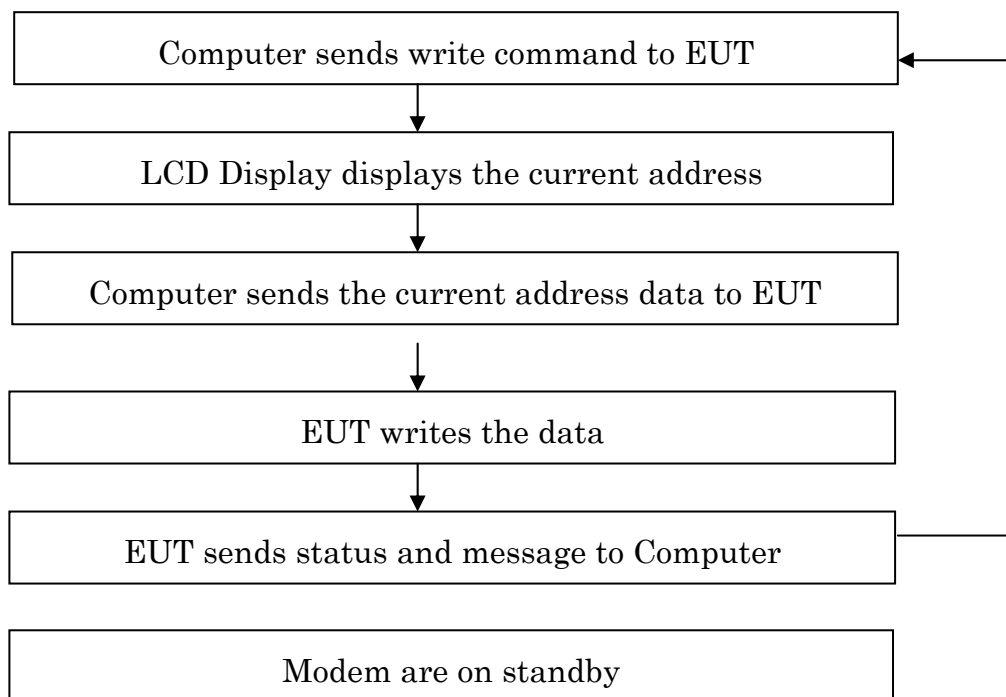 Computer sends write command to EUT
LCD Display displays the current address
Computer sends the current address data to EUT
EUT writes the data
EUT sends status and message to Computer
Modem are on standby